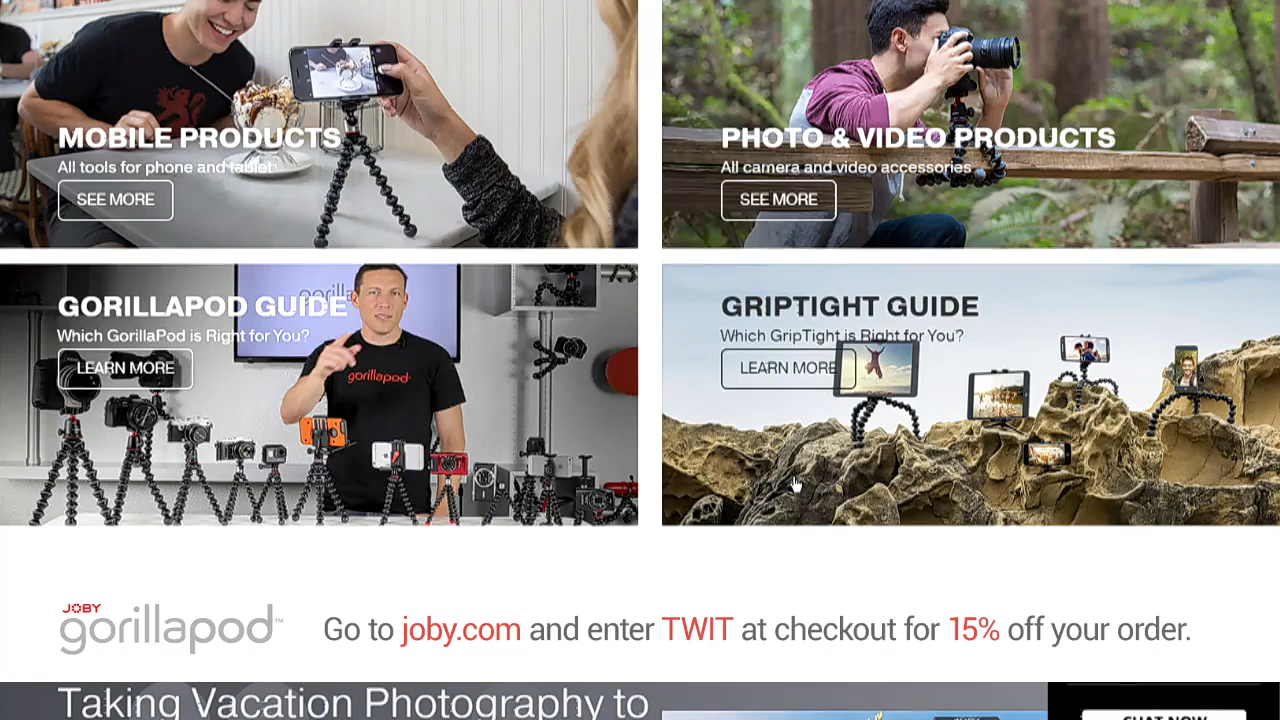 MOBILE PRODUCTS
All tools for phone and tablet
SEE MORE
PHOTO & VIDEO PRODUCTS
All camera and video accessories
SEE MORE
GORILLAPOD GUIDE
Which GorillaPod is Right for You?
LEARN MORE
gorillapod
GRIPTIGHT GUIDE
Which GripTight is Right for You?
LEARN MORE
JOBY
gorillapod™
Go to joby.com and enter TWIT at checkout for 15% off your order.
Taking Vacation Photography to
CHAT NOW